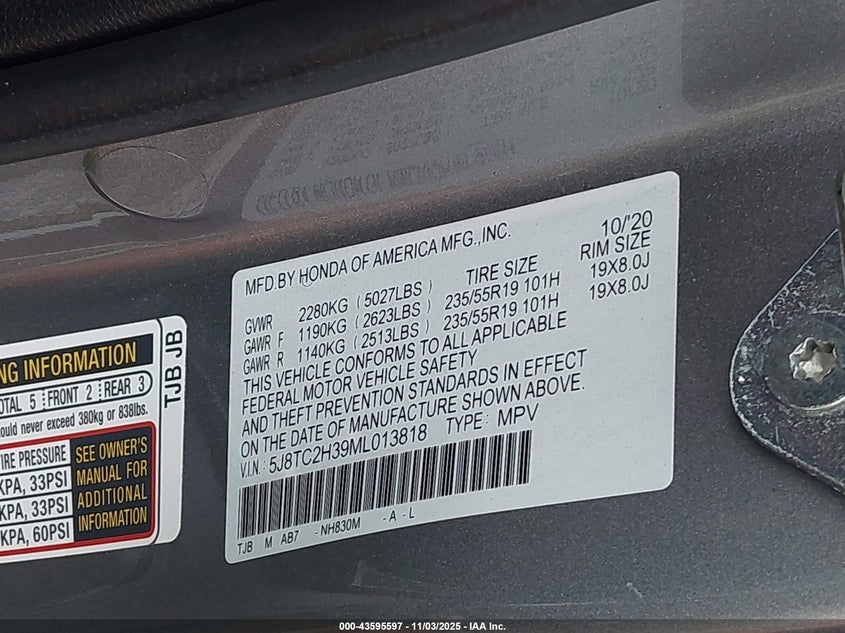 MFD.BY HONDA OF AMERICA MFG.,INC. 10/'20
GVWR 2280KG (5027LBS) TIRE SIZE RIM SIZE
GAWR F 1190KG (2623LBS) 235/55R19 101H 19X8.0J
GAWR R 1140KG (2513LBS) 235/55R19 101H 19X8.0J
THIS VEHICLE CONFORMS TO ALL APPLICABLE
FEDERAL MOTOR VEHICLE SAFETY
AND THEFT PREVENTION STANDARDS IN EFFECT
ON THE DATE OF MANUFACTURE SHOWN ABOVE.
V.I.N.: 5J8TC2H39ML013818 TYPE: MPV
TJB M AB7 -NH830M -A -L
NG INFORMATION
OTAL 5 FRONT 2 REAR 3
ould never exceed 380kg or 838lbs.
IRE PRESSURE
KPA, 33PSI
KPA, 33PSI
KPA, 60PSI
SEE OWNER'S
MANUAL FOR
ADDITIONAL
INFORMATION
TJB JB
000-43595597 - 11/03/2025 - IAA Inc.